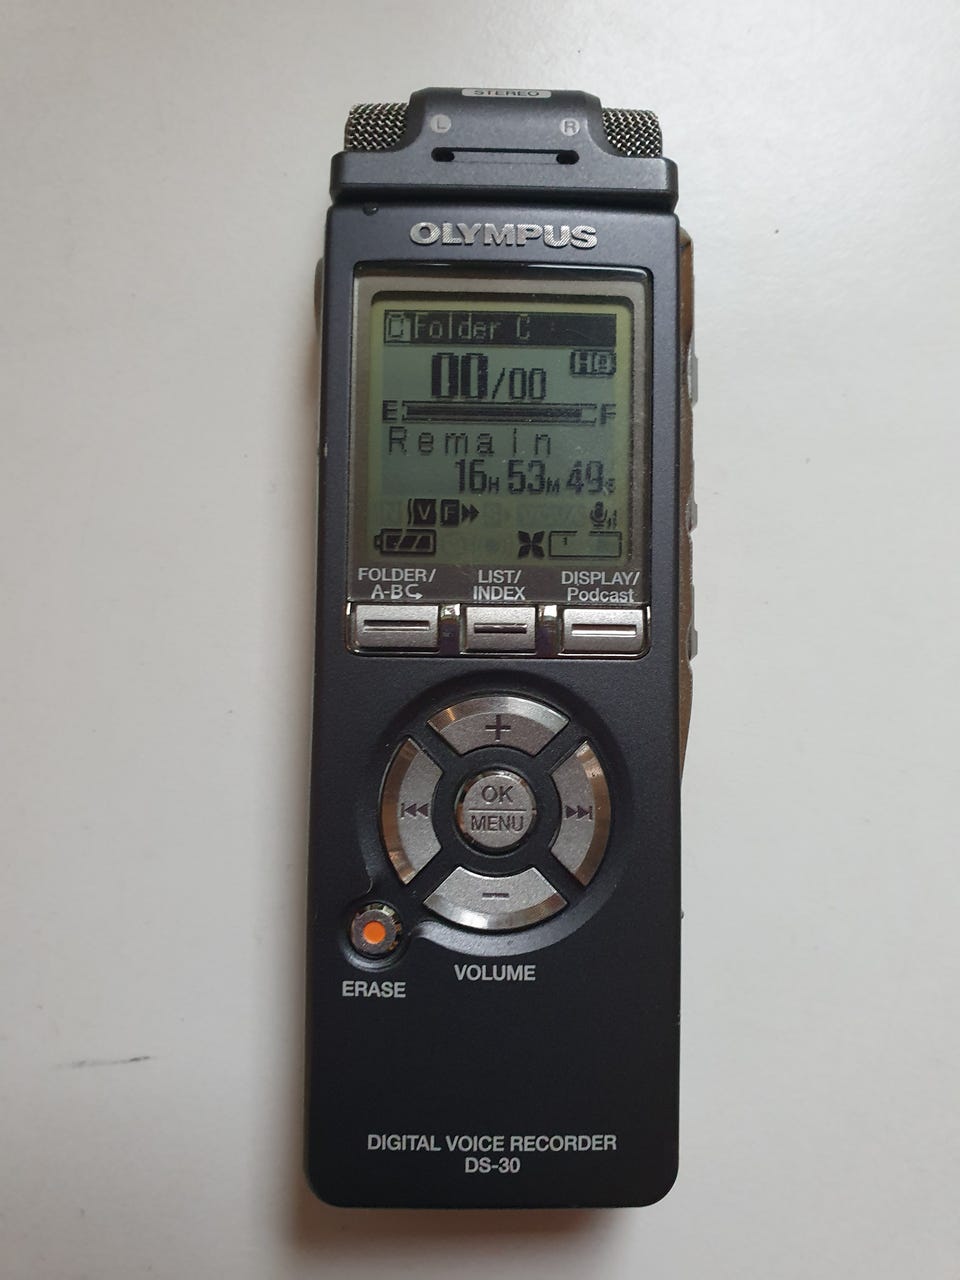 STEREO
L R
OLYMPUS
C Folder C
00/00 HQ
E F
Remain
16H 53M 49S
V F
FOLDER/ LIST/ DISPLAY/
A-B INDEX Podcast
+
OK
MENU
−
ERASE
VOLUME
DIGITAL VOICE RECORDER
DS-30